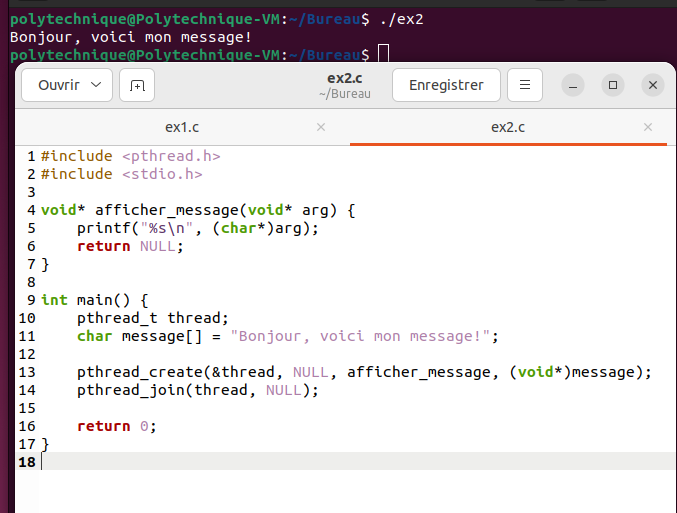 polytechnique@Polytechnique-VM:~/Bureau$ ./ex2
Bonjour, voici mon message!
polytechnique@Polytechnique-VM:~/Bureau$
Ouvrir
ex2.c
~/Bureau
Enregistrer
ex1.c
ex2.c
1 #include <pthread.h>
2 #include <stdio.h>
3
4 void* afficher_message(void* arg) {
5     printf("%s\n", (char*)arg);
6     return NULL;
7 }
8
9 int main() {
10     pthread_t thread;
11     char message[] = "Bonjour, voici mon message!";
12
13     pthread_create(&thread, NULL, afficher_message, (void*)message);
14     pthread_join(thread, NULL);
15
16     return 0;
17 }
18